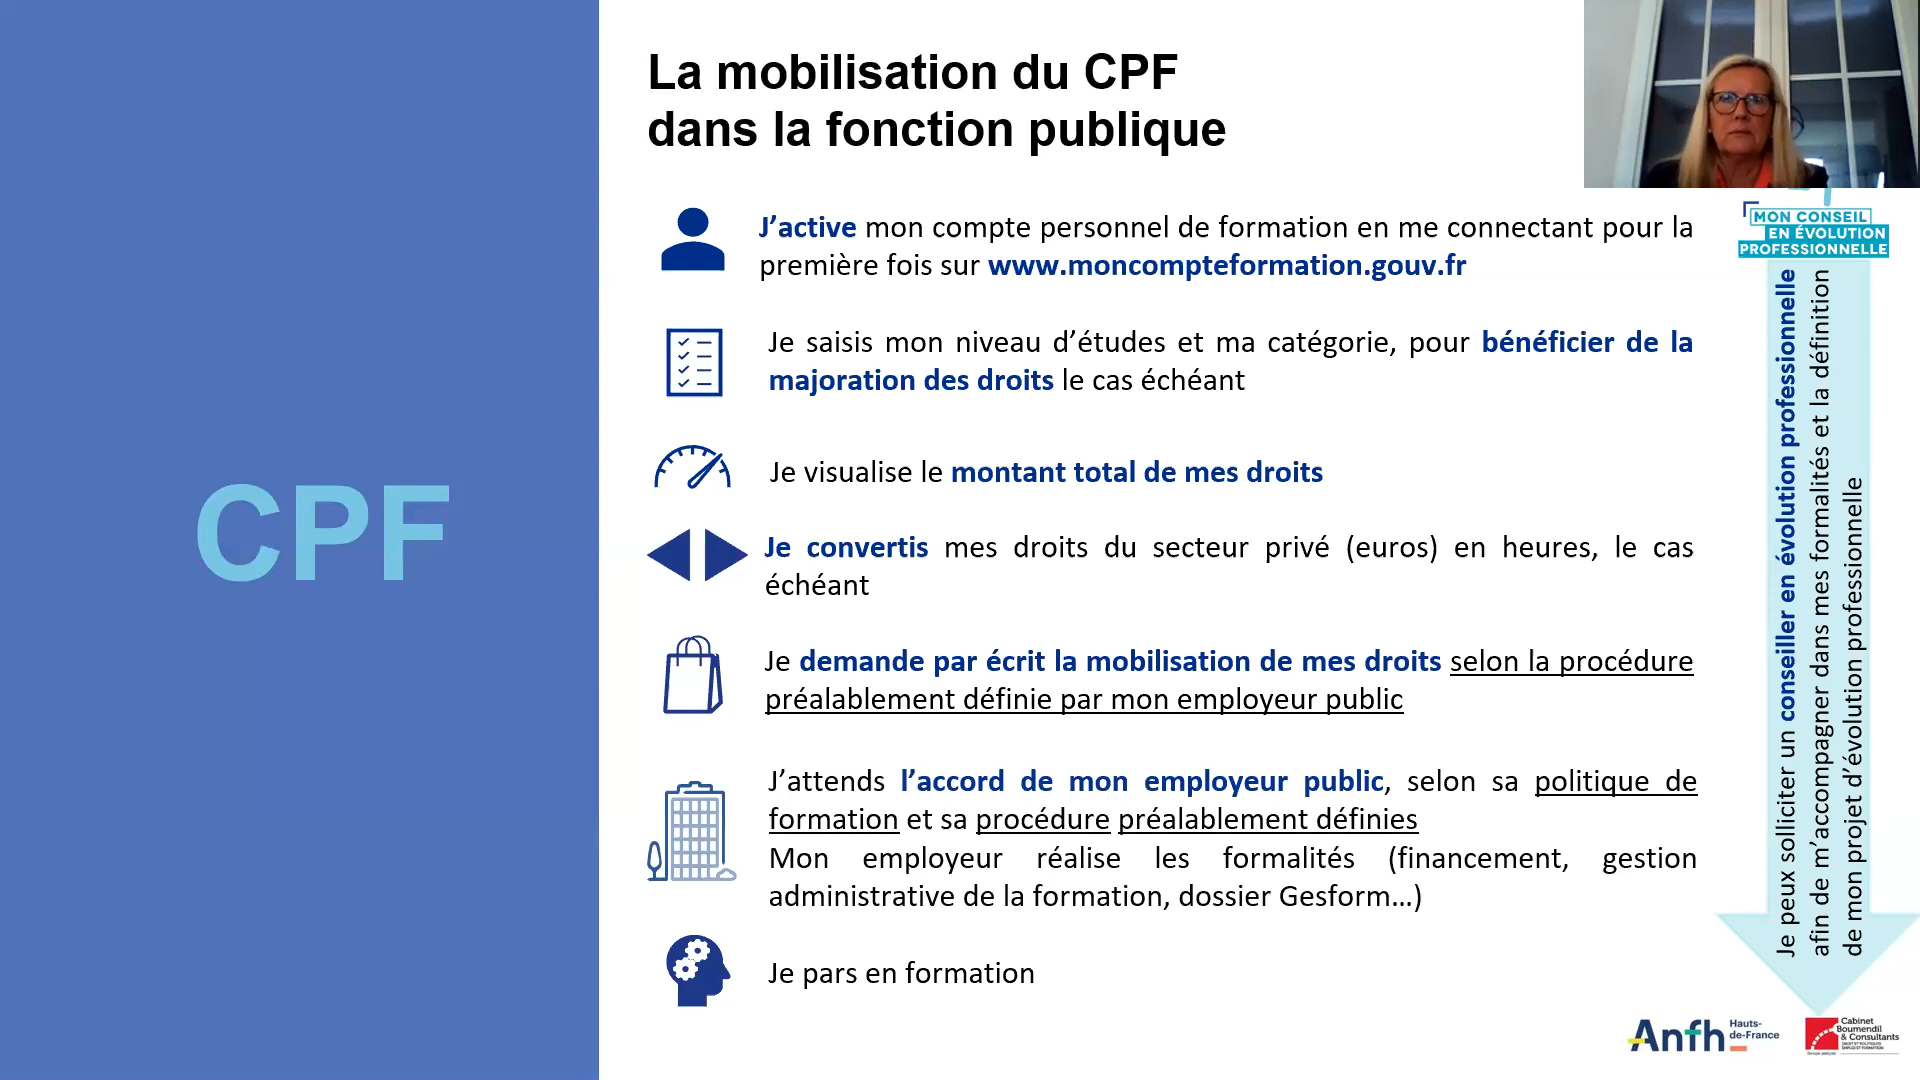 La mobilisation du CPF
dans la fonction publique
CPF
J’active mon compte personnel de formation en me connectant pour la
première fois sur www.moncompteformation.gouv.fr
Je saisis mon niveau d’études et ma catégorie, pour bénéficier de la
majoration des droits le cas échéant
Je visualise le montant total de mes droits
Je convertis mes droits du secteur privé (euros) en heures, le cas
échéant
Je demande par écrit la mobilisation de mes droits selon la procédure
préalablement définie par mon employeur public
J’attends l’accord de mon employeur public, selon sa politique de
formation et sa procédure préalablement définies
Mon employeur réalise les formalités (financement, gestion
administrative de la formation, dossier Gesform…)
Je pars en formation
MON CONSEIL
EN ÉVOLUTION
PROFESSIONNELLE
Je peux solliciter un conseiller en évolution professionnelle
afin de m’accompagner dans mes formalités et la définition
de mon projet d’évolution professionnelle
Anfh
Hauts-
de-France
Cabinet
Boumendil
& Consultants